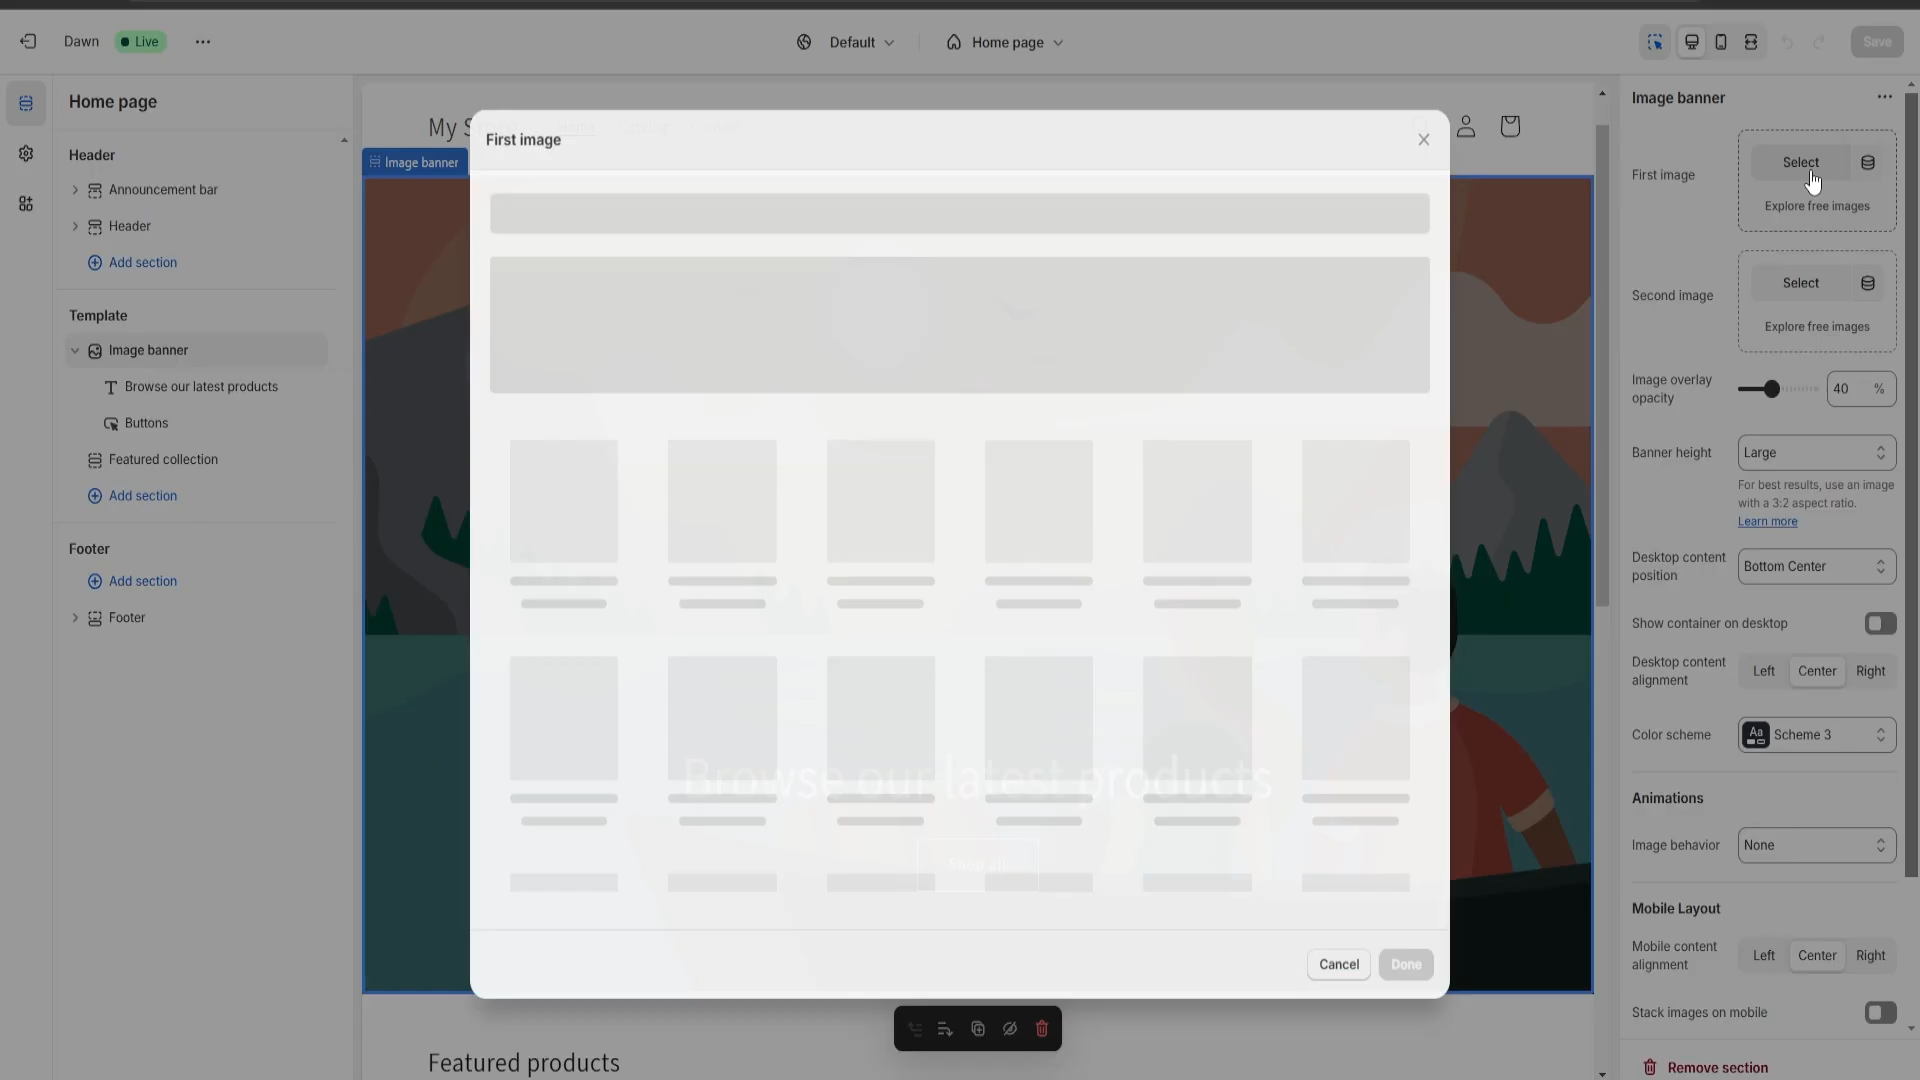 Dawn
Live
Default
Home page
Save
Home page
Header
Announcement bar
Header
Add section
Template
Image banner
Browse our latest products
Buttons
Featured collection
Add section
Footer
Add section
Footer
My S
Image banner
First image
Browse our latest products
Shop all
Cancel
Done
Featured products
Image banner
First image
Select
Explore free images
Second image
Select
Explore free images
Image overlay
opacity
40 %
Banner height
Large
For best results, use an image
with a 3:2 aspect ratio.
Learn more
Desktop content
position
Bottom Center
Show container on desktop
Desktop content
alignment
Left Center Right
Color scheme
Aa
Scheme 3
Animations
Image behavior
None
Mobile Layout
Mobile content
alignment
Left Center Right
Stack images on mobile
Remove section